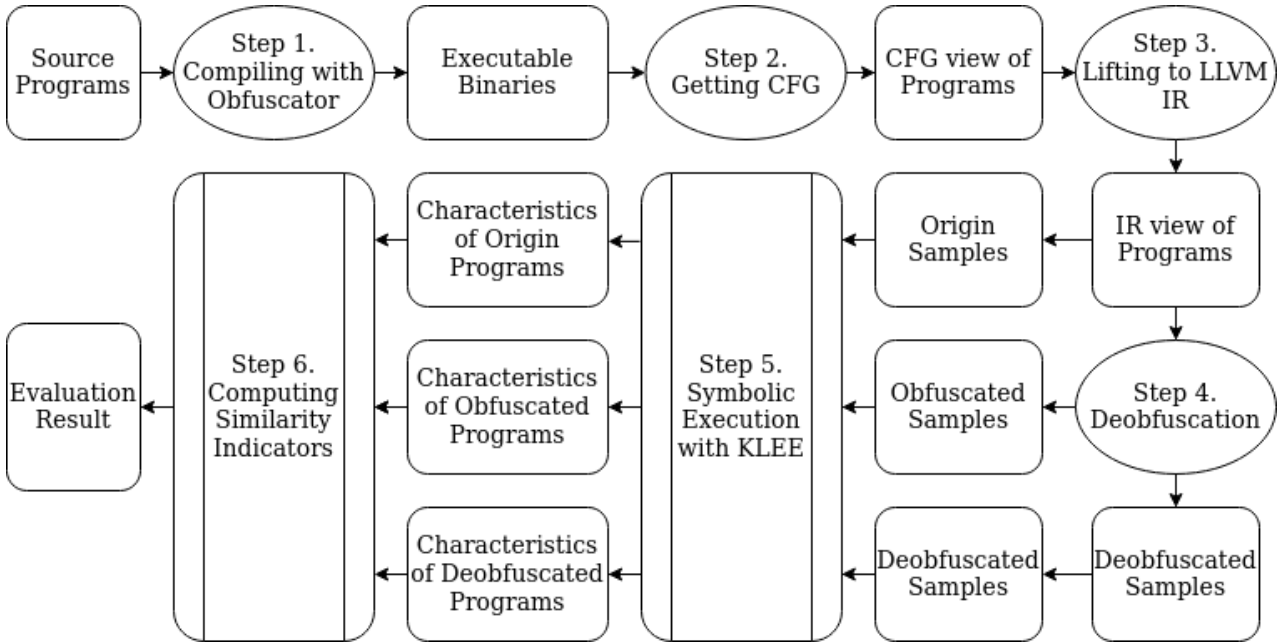 Source
Programs
Step 1.
Compiling with
Obfuscator
Executable
Binaries
Step 2.
Getting CFG
CFG view of
Programs
Step 3.
Lifting to LLVM
IR
IR view of
Programs
Origin
Samples
Characteristics
of Origin
Programs
Step 4.
Deobfuscation
Obfuscated
Samples
Step 5.
Symbolic
Execution
with KLEE
Characteristics
of Obfuscated
Programs
Step 6.
Computing
Similarity
Indicators
Evaluation
Result
Deobfuscated
Samples
Deobfuscated
Samples
Characteristics
of Deobfuscated
Programs